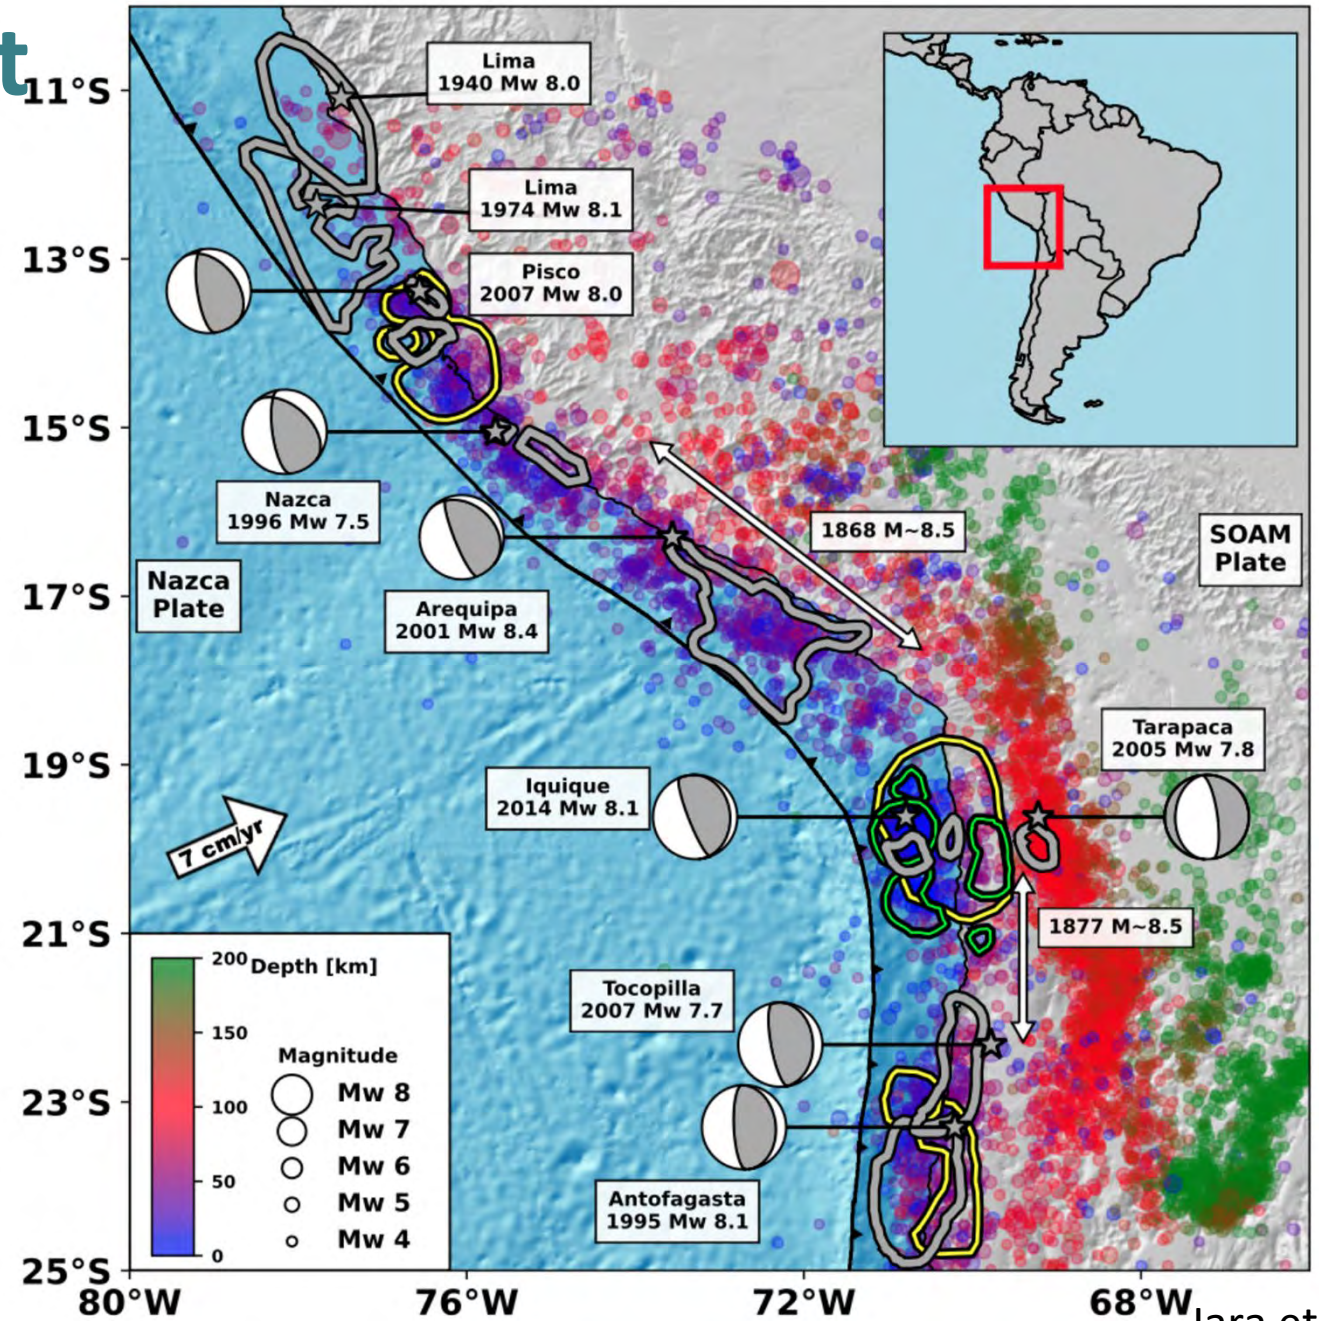 t
11°S
13°S
15°S
17°S
19°S
21°S
23°S
25°S
80°W
76°W
72°W
68°W
Lima
1940 Mw 8.0
Lima
1974 Mw 8.1
Pisco
2007 Mw 8.0
Nazca
1996 Mw 7.5
Arequipa
2001 Mw 8.4
1868 M~8.5
SOAM
Plate
Nazca
Plate
Tarapaca
2005 Mw 7.8
Iquique
2014 Mw 8.1
7 cm/yr
1877 M~8.5
Tocopilla
2007 Mw 7.7
Antofagasta
1995 Mw 8.1
Depth [km]
200
150
100
50
0
Magnitude
Mw 8
Mw 7
Mw 6
Mw 5
Mw 4